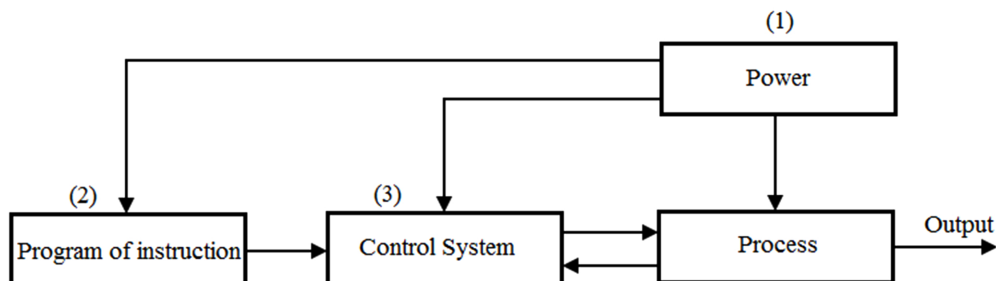 (1)
Power
(2)
(3)
Program of instruction
Control System
Process
Output